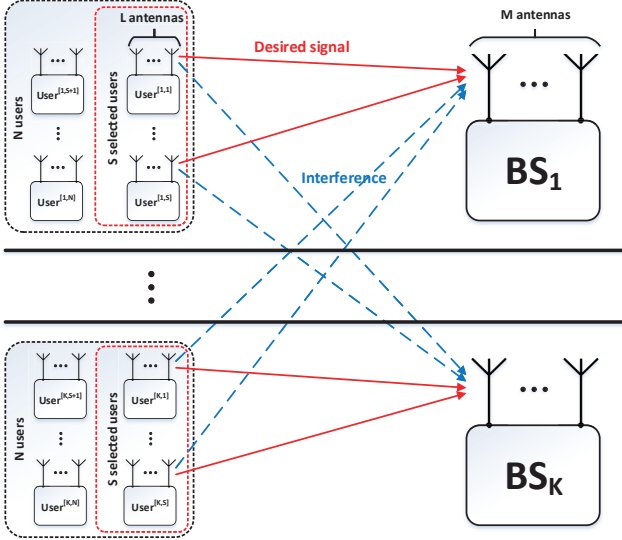 L antennas
M antennas
Desired signal
N users
S selected users
User[1,S+1]
User[1,1]
User[1,N]
User[1,S]
Interference
BS1
N users
S selected users
User[K,S+1]
User[K,1]
User[K,N]
User[K,S]
BSK